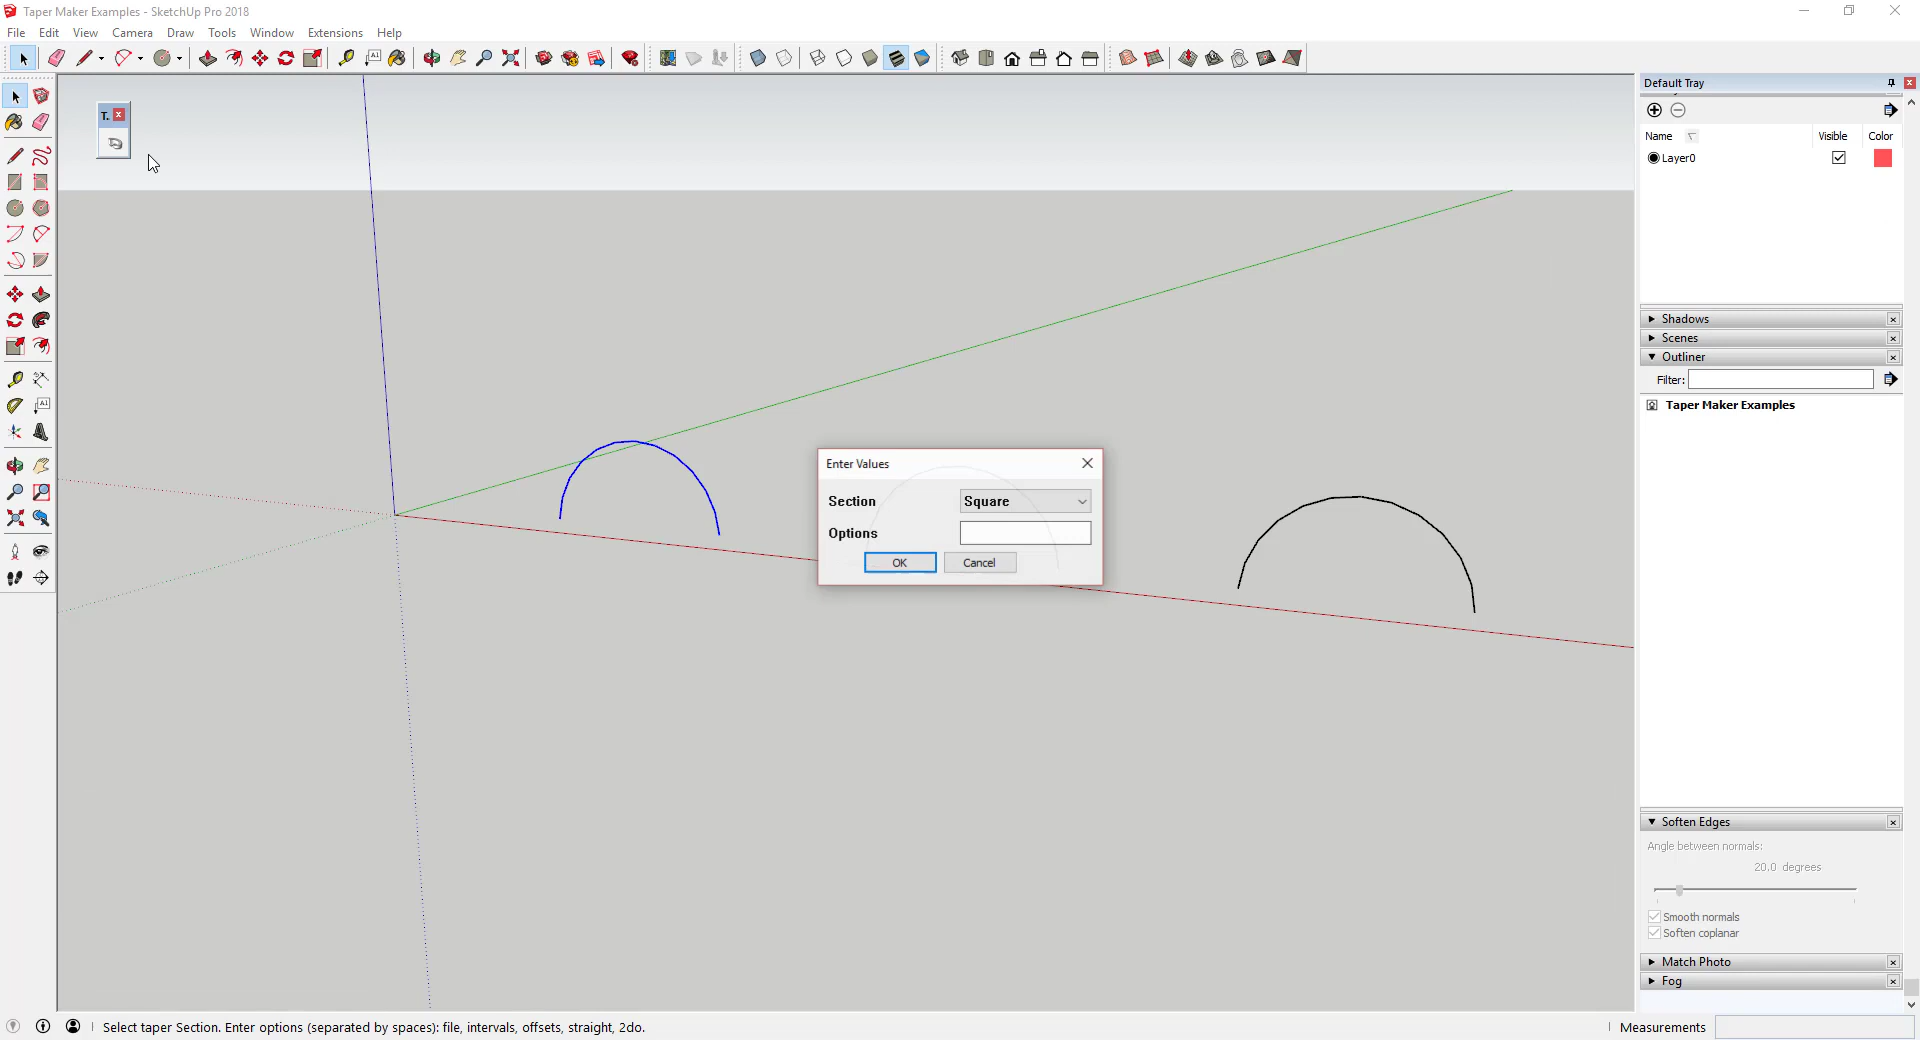 Taper Maker Examples - SketchUp Pro 2018
File Edit View Camera Draw Tools Window Extensions Help
Default Tray
T.
Name Visible Color
Layer0
Shadows
Scenes
Outliner
Filter:
Taper Maker Examples
Enter Values
Section Square
Options
OK Cancel
Soften Edges
Angle between normals:
20.0 degrees
Smooth normals
Soften coplanar
Match Photo
Fog
Select taper Section. Enter options (separated by spaces): file, intervals, offsets, straight, 2do.
Measurements